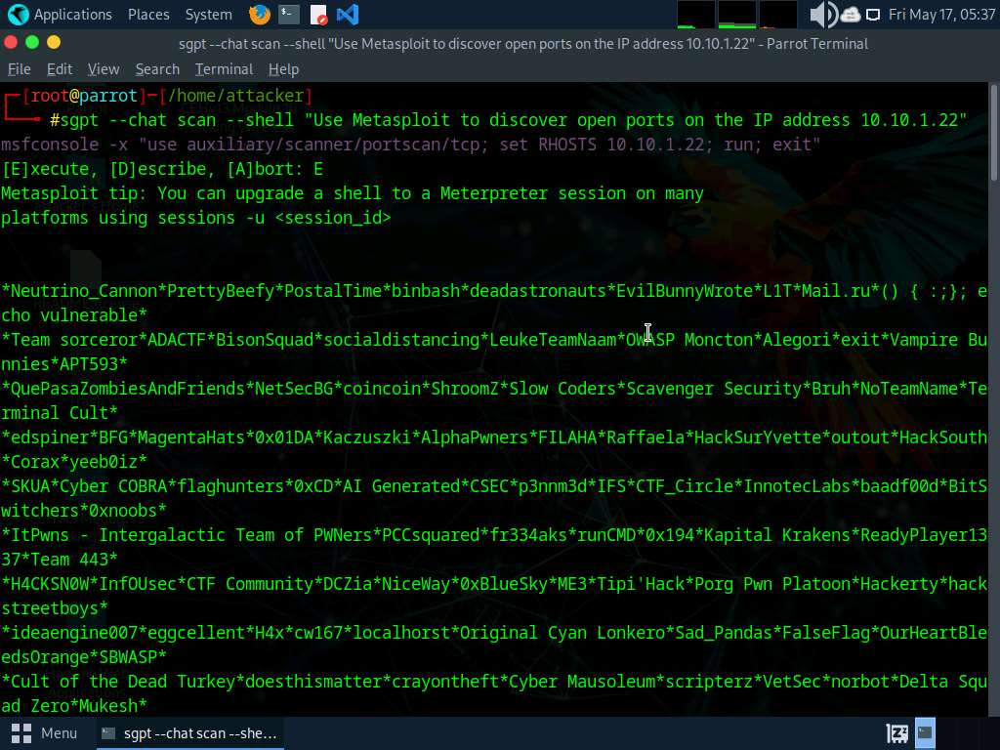 Applications Places System Fri May 17, 05:37
sgpt --chat scan --shell "Use Metasploit to discover open ports on the IP address 10.10.1.22" - Parrot Terminal
File Edit View Search Terminal Help
┌─[root@parrot]─[/home/attacker]
└──╼ #sgpt --chat scan --shell "Use Metasploit to discover open ports on the IP address 10.10.1.22"
msfconsole -x "use auxiliary/scanner/portscan/tcp; set RHOSTS 10.10.1.22; run; exit"
[E]xecute, [D]escribe, [A]bort: E
Metasploit tip: You can upgrade a shell to a Meterpreter session on many
platforms using sessions -u <session_id>
*Neutrino_Cannon*PrettyBeefy*PostalTime*binbash*deadastronauts*EvilBunnyWrote*L1T*Mail.ru*() { :;}; e
cho vulnerable*
*Team sorceror*ADACTF*BisonSquad*socialdistancing*LeukeTeamNaam*OWASP Moncton*Alegori*exit*Vampire Bu
nnies*APT593*
*QuePasaZombiesAndFriends*NetSecBG*coincoin*ShroomZ*Slow Coders*Scavenger Security*Bruh*NoTeamName*Te
rminal Cult*
*edspiner*BFG*MagentaHats*0x01DA*Kaczuszki*AlphaPwners*FILAHA*Raffaela*HackSurYvette*outout*HackSouth
*Corax*yeeb0iz*
*SKUA*Cyber COBRA*flaghunters*0xCD*AI Generated*CSEC*p3nnm3d*IFS*CTF_Circle*InnotecLabs*baadf00d*BitS
witchers*0xnoobs*
*ItPwns - Intergalactic Team of PWNers*PCCsquared*fr334aks*runCMD*0x194*Kapital Krakens*ReadyPlayer13
37*Team 443*
*H4CKSN0W*InfOUsec*CTF Community*DCZia*NiceWay*0xBlueSky*ME3*Tipi'Hack*Porg Pwn Platoon*Hackerty*hack
streetboys*
*ideaengine007*eggcellent*H4x*cw167*localhorst*Original Cyan Lonkero*Sad_Pandas*FalseFlag*OurHeartBle
edsOrange*SBWASP*
*Cult of the Dead Turkey*doesthismatter*crayontheft*Cyber Mausoleum*scripterz*VetSec*norbot*Delta Squ
ad Zero*Mukesh*
Menu sgpt --chat scan --she…